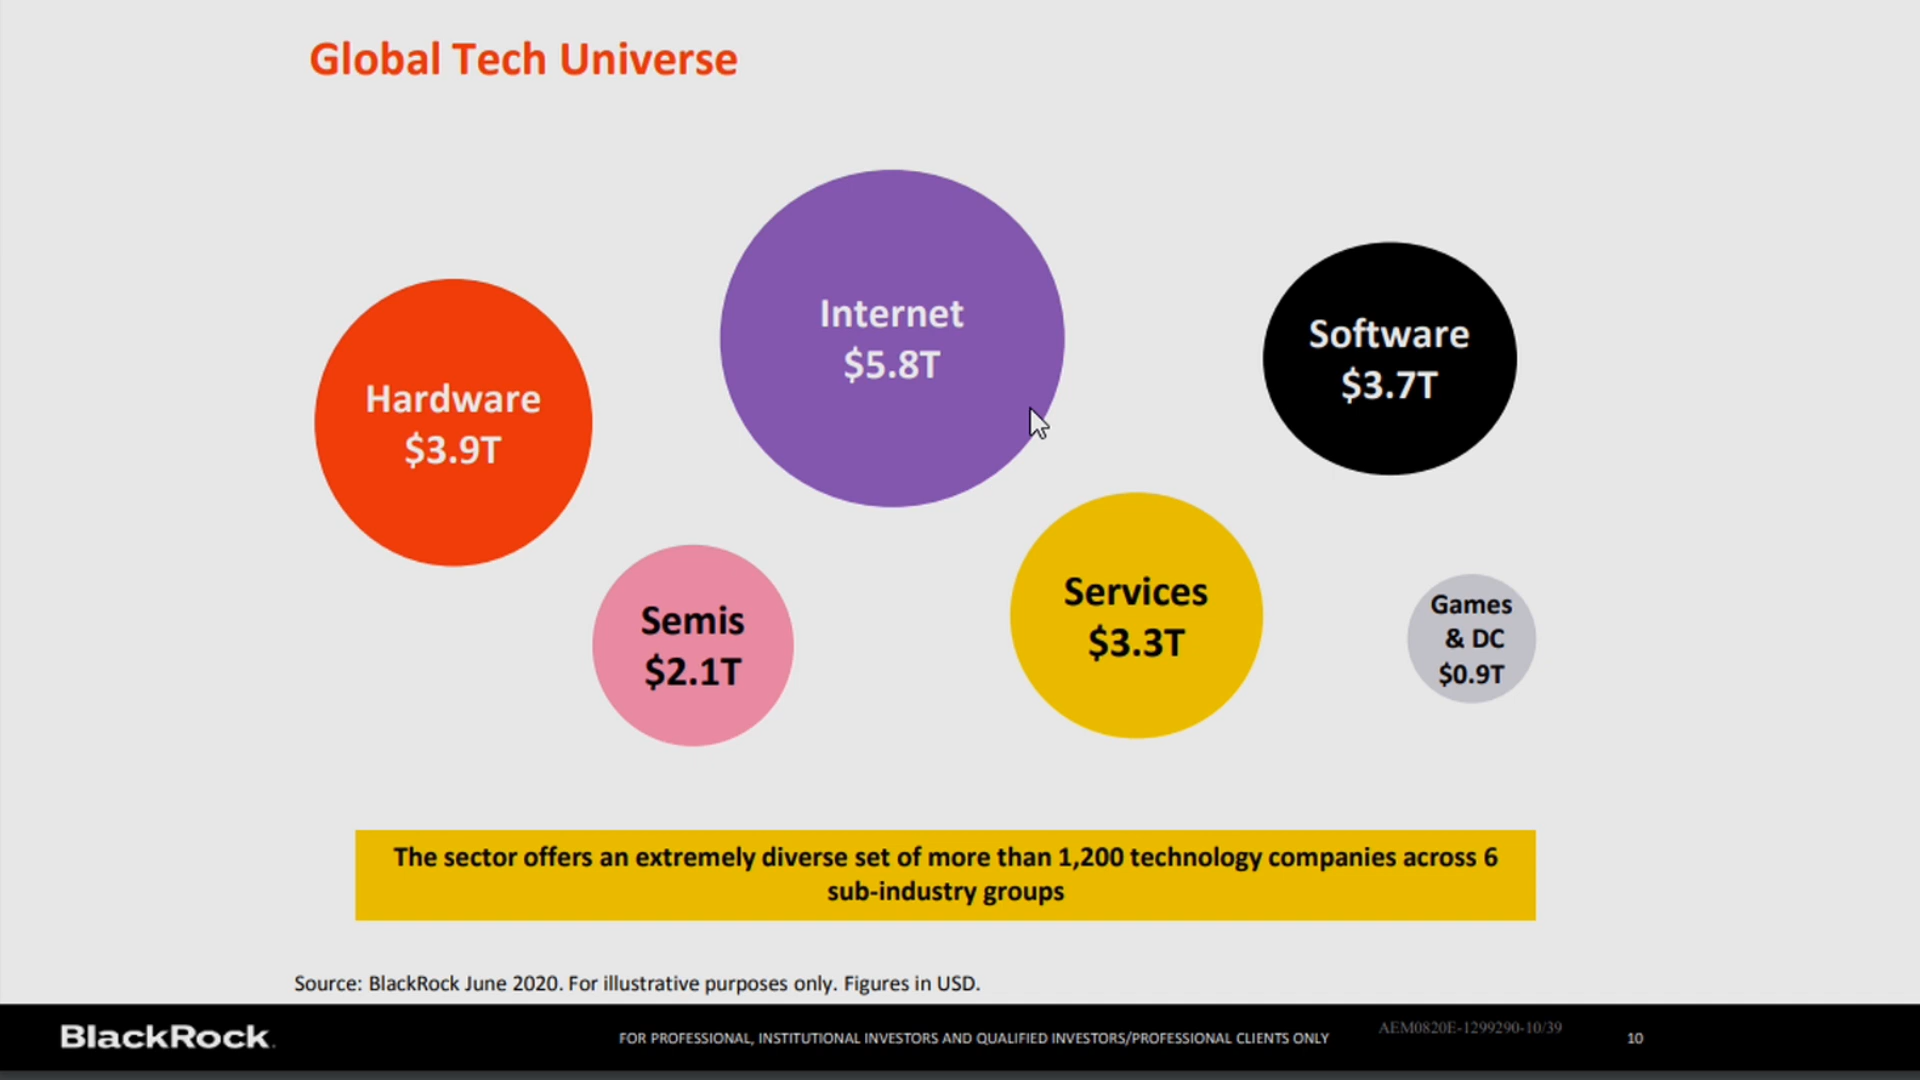 Global Tech Universe
Internet
$5.8T
Software
$3.7T
Hardware
$3.9T
Semis
$2.1T
Services
$3.3T
Games
& DC
$0.9T
The sector offers an extremely diverse set of more than 1,200 technology companies across 6
sub-industry groups
Source: BlackRock June 2020. For illustrative purposes only. Figures in USD.
BlackRock.
FOR PROFESSIONAL, INSTITUTIONAL INVESTORS AND QUALIFIED INVESTORS/PROFESSIONAL CLIENTS ONLY
AEM0820E-1299290-10/39
10